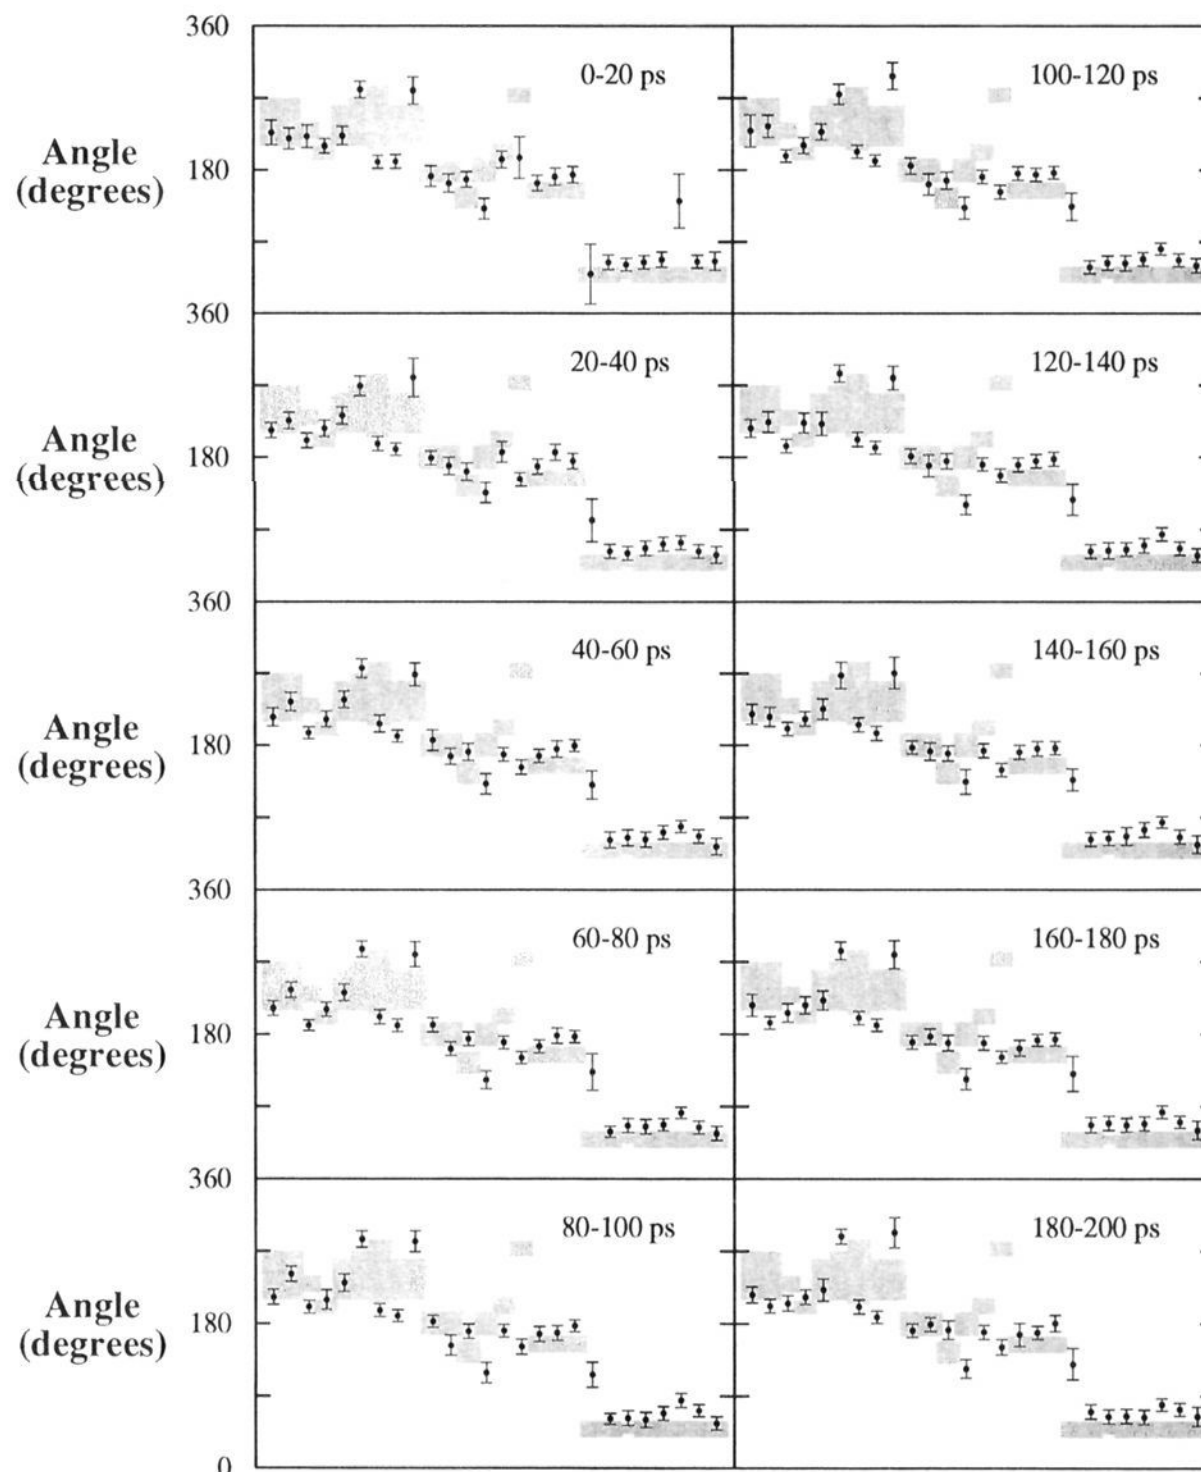 360
0-20 ps
100-120 ps
Angle
(degrees)
180
360
20-40 ps
120-140 ps
Angle
(degrees)
180
360
40-60 ps
140-160 ps
Angle
(degrees)
180
360
60-80 ps
160-180 ps
Angle
(degrees)
180
360
80-100 ps
180-200 ps
Angle
(degrees)
180
0